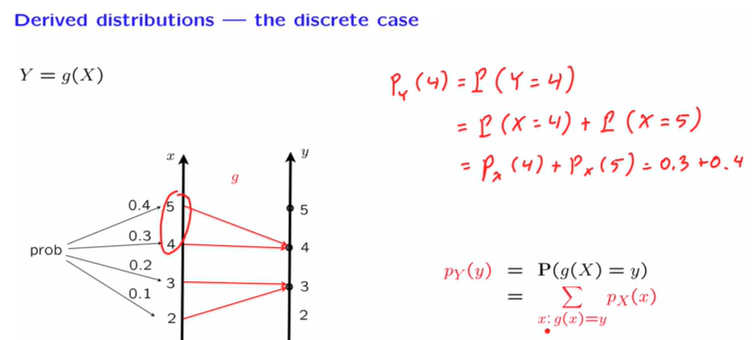 Derived distributions — the discrete case
Y = g(X)
P_Y(4) = P(Y=4)
= P(X=4) + P(X=5)
= P_X(4) + P_X(5) = 0.3+0.4
x
g
y
0.4
5
5
0.3
4
4
prob
0.2
3
3
0.1
2
2
p_Y(y) = P(g(X) = y)
= ∑ p_X(x)
x: g(x)=y